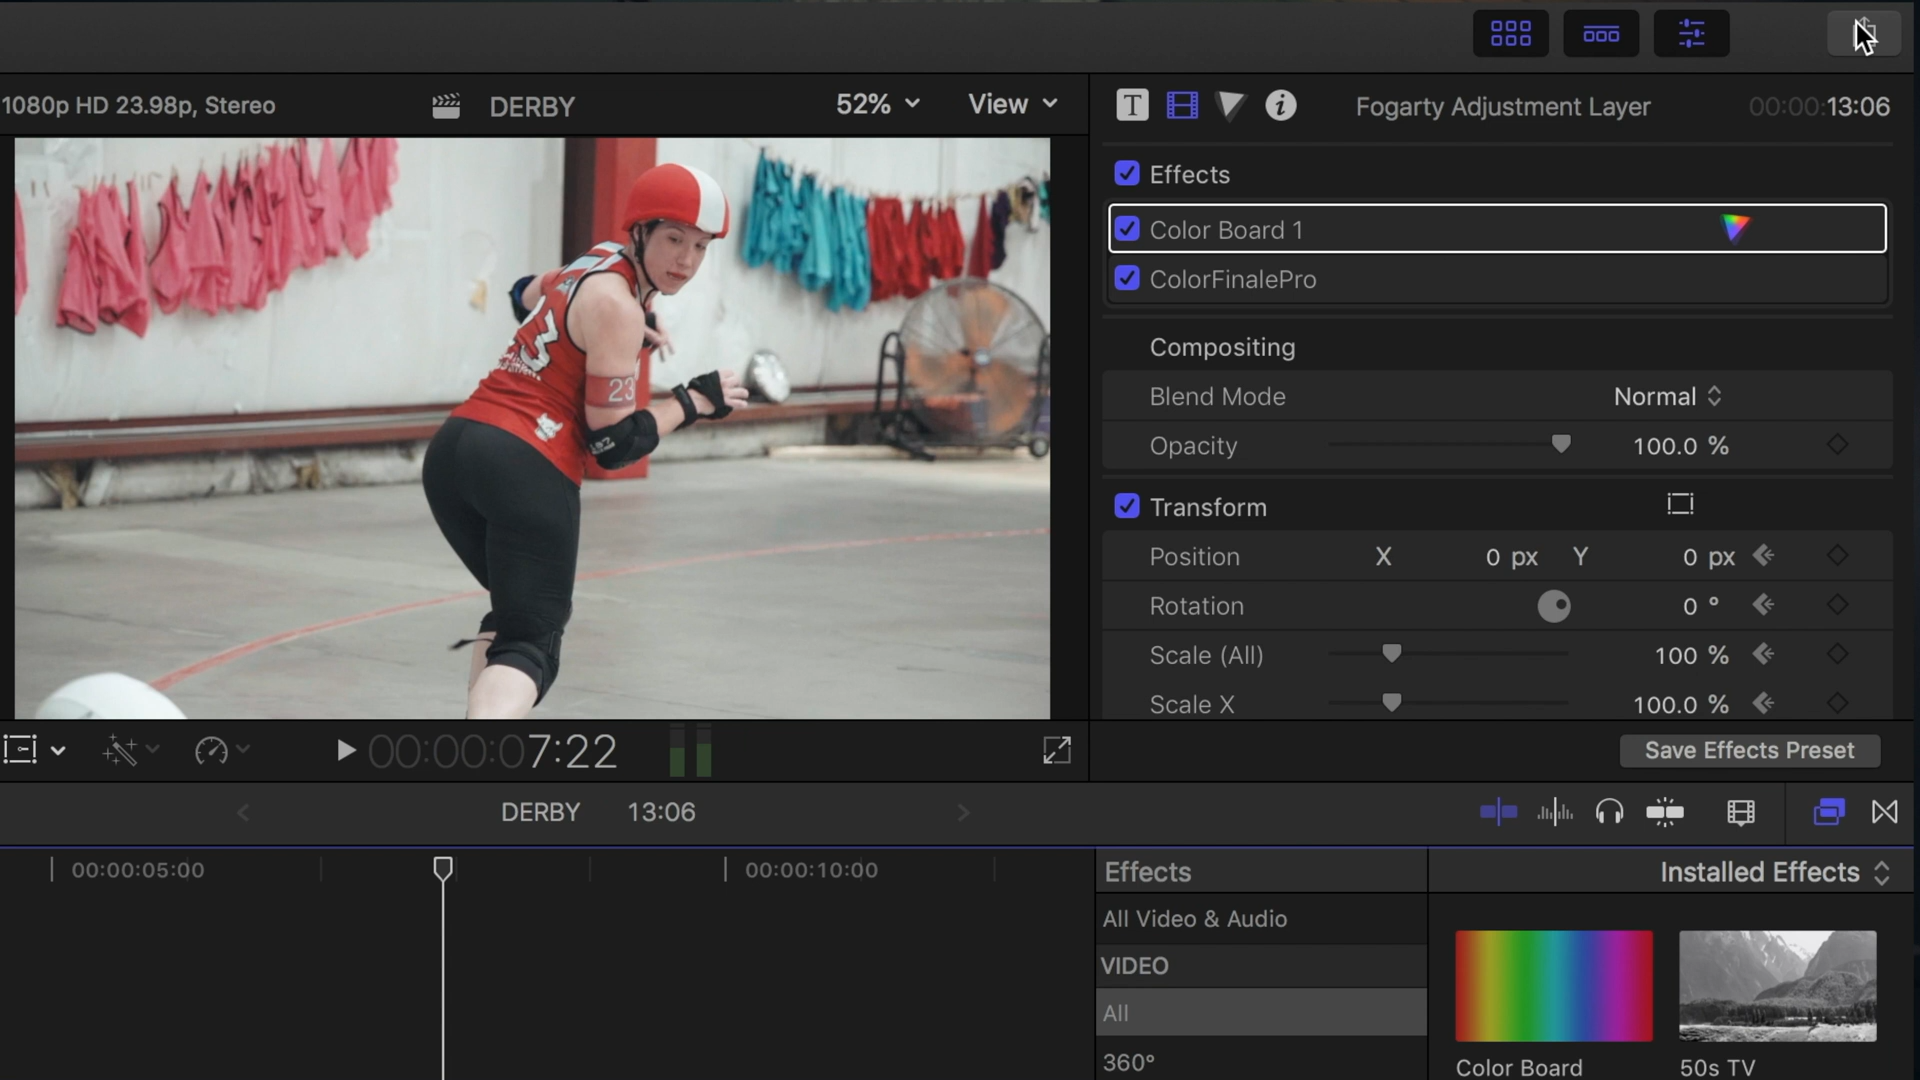 1080p HD 23.98p, Stereo
DERBY
52%
View
T
i
Fogarty Adjustment Layer
00:00:13:06
Effects
Color Board 1
ColorFinalePro
Compositing
Blend Mode
Normal
Opacity
100.0 %
Transform
Position
X
0 px
Y
0 px
Rotation
0 °
Scale (All)
100 %
Scale X
100.0 %
23
23
187
00:00:07:22
Save Effects Preset
DERBY
13:06
00:00:05:00
00:00:10:00
Effects
Installed Effects
All Video & Audio
VIDEO
All
360°
Color Board
50s TV